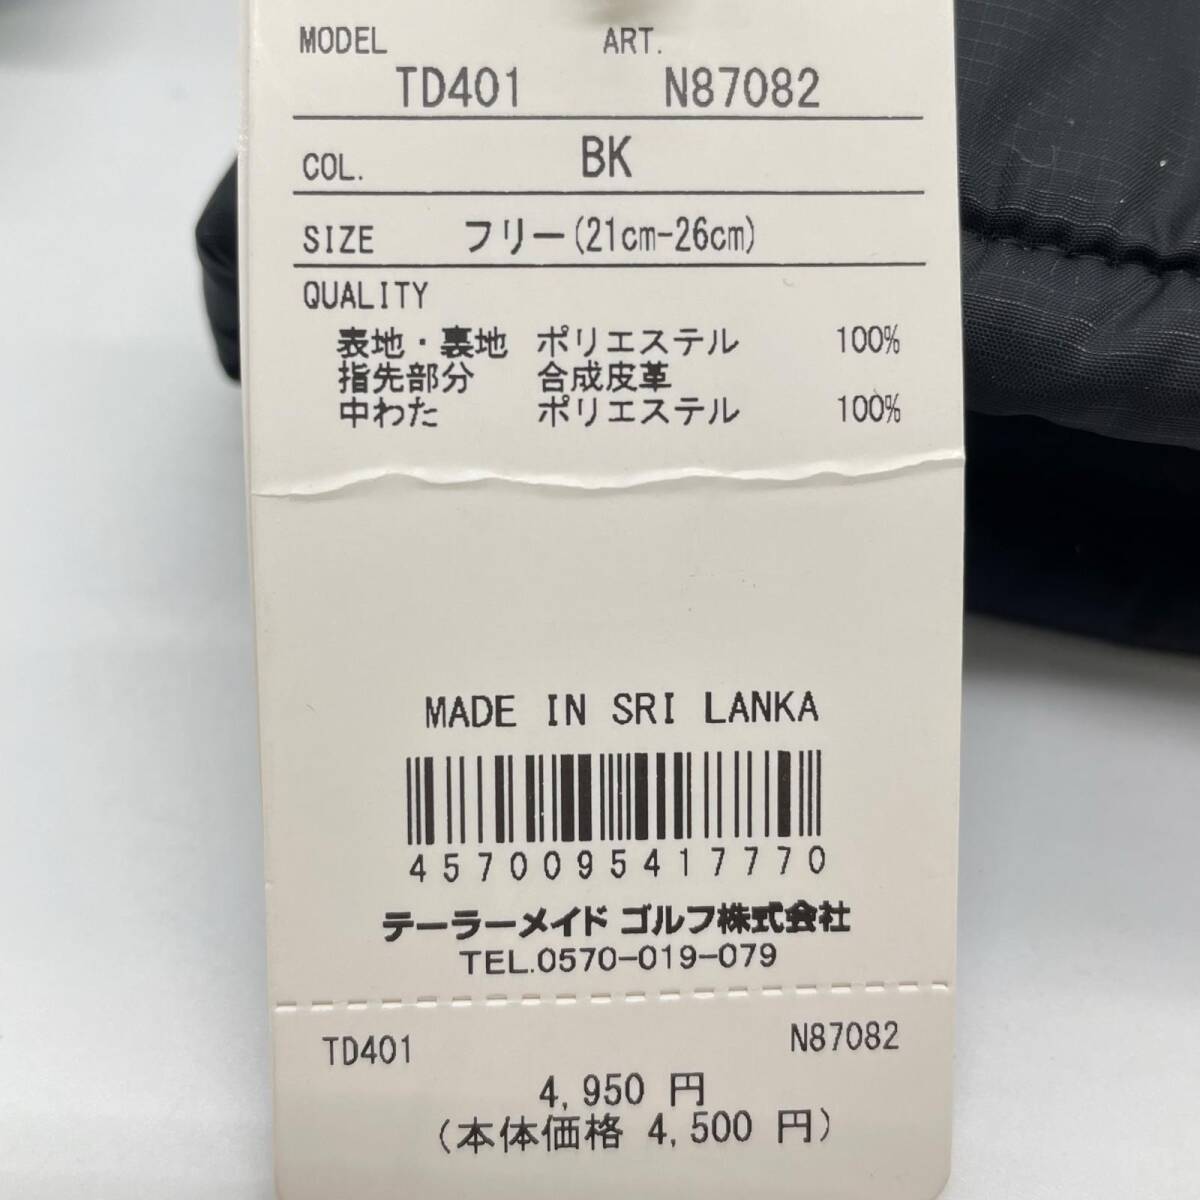 MODEL ART.
TD401 N87082
COL. BK
SIZE フリー(21cm-26cm)
QUALITY
表地・裏地 ポリエステル 100%
指先部分 合成皮革
中わた ポリエステル 100%
MADE IN SRI LANKA
4570095417770
テーラーメイド ゴルフ株式会社
TEL.0570-019-079
TD401 N87082
4,950 円
(本体価格 4,500 円)